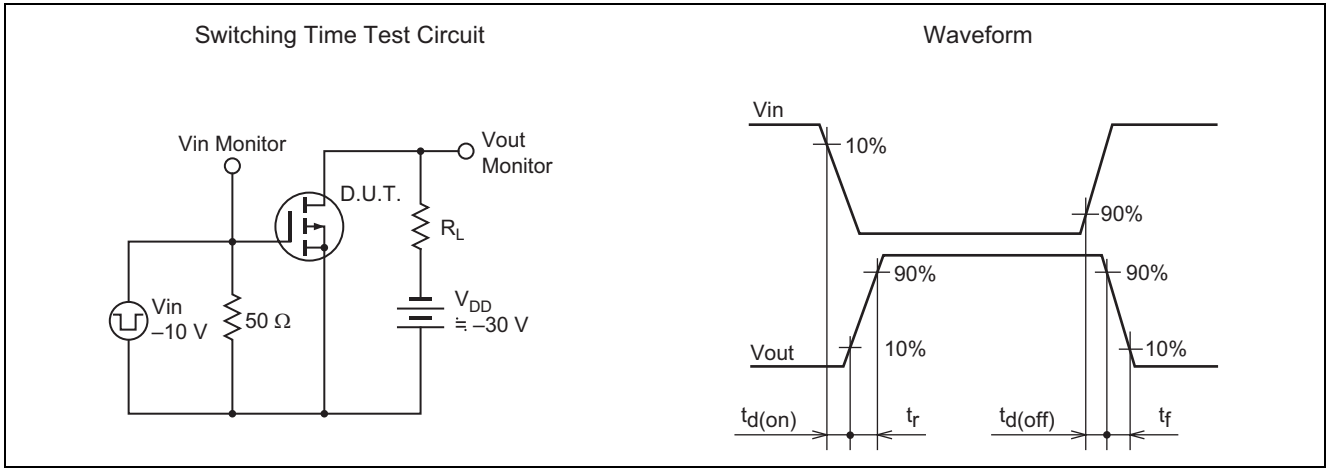 Switching Time Test Circuit
Waveform
Vin Monitor
Vout
Monitor
D.U.T.
RL
Vin
–10 V
50 Ω
VDD
≒ –30 V
Vin
10%
90%
90%
90%
Vout
10%
10%
td(on)
tr
td(off)
tf